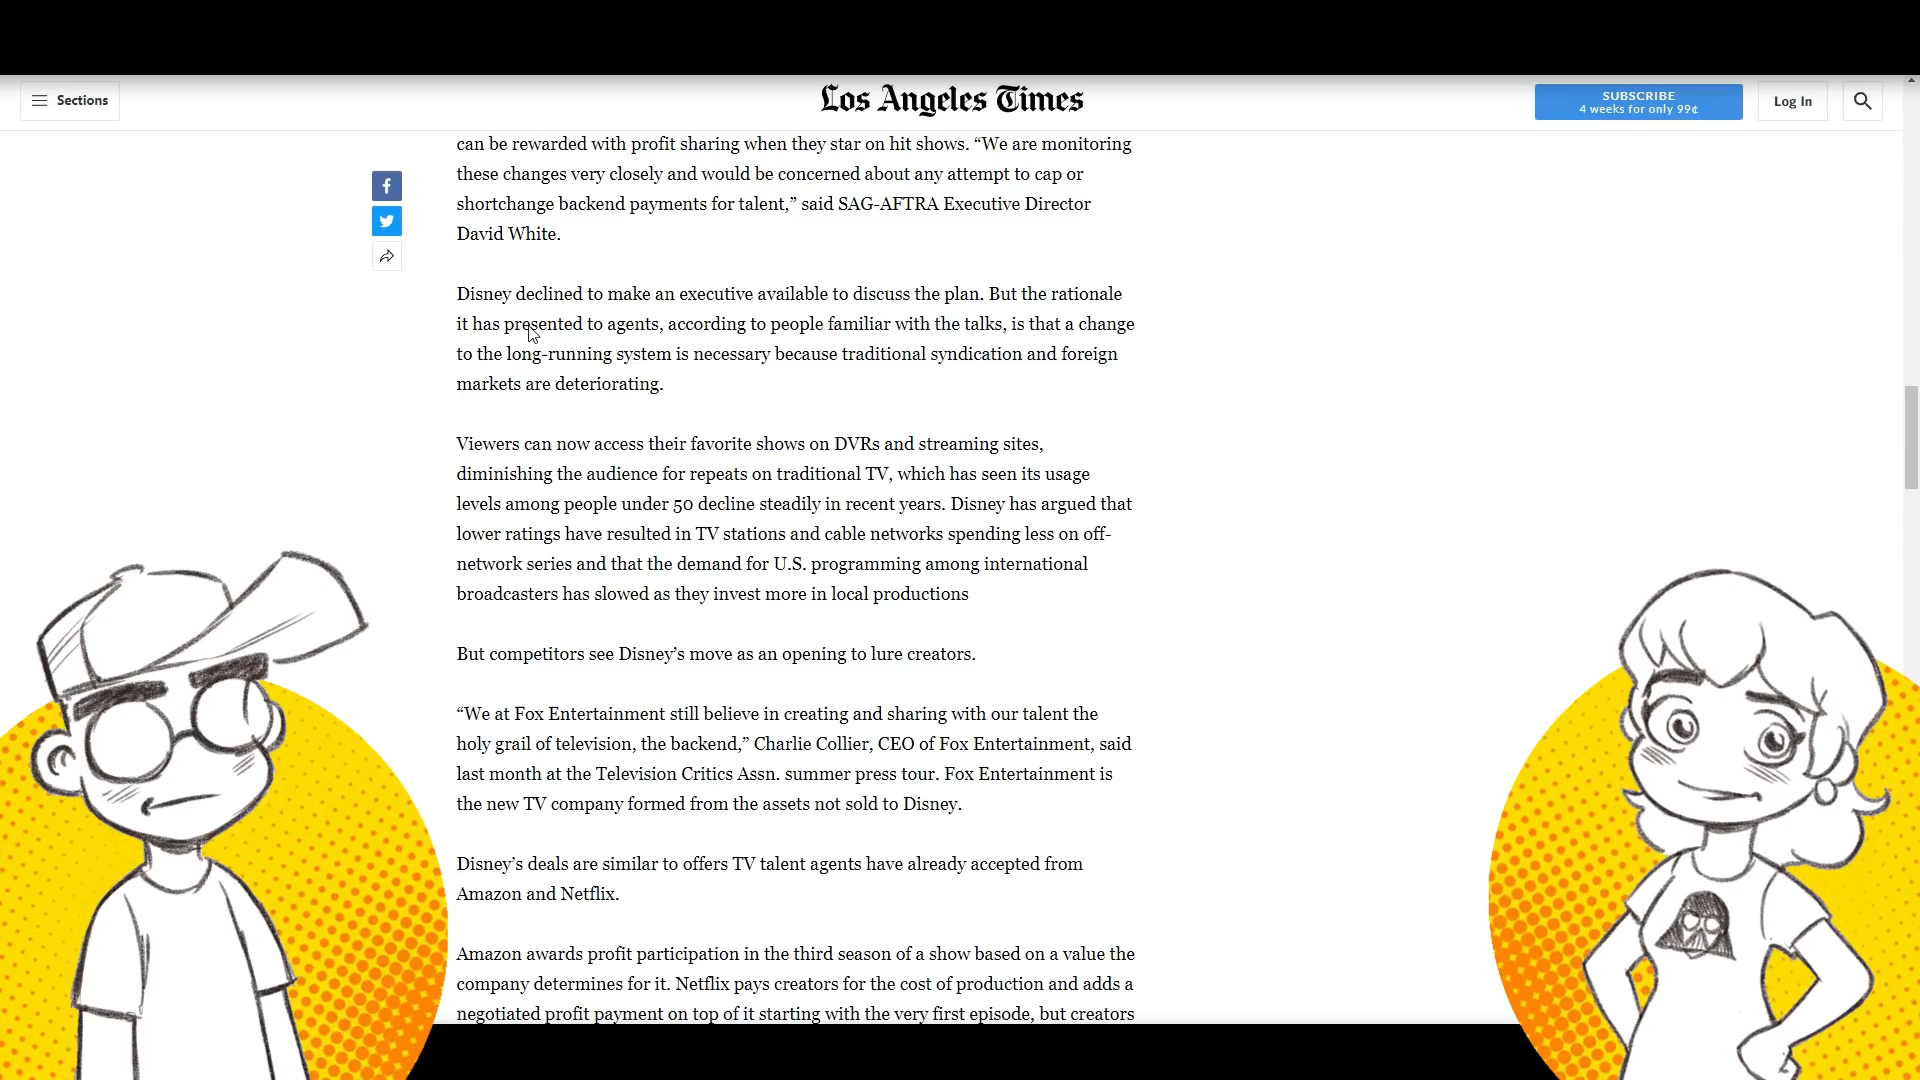 Sections
Los Angeles Times
SUBSCRIBE
4 weeks for only 99¢
Log In
can be rewarded with profit sharing when they star on hit shows. “We are monitoring
these changes very closely and would be concerned about any attempt to cap or
shortchange backend payments for talent,” said SAG-AFTRA Executive Director
David White.
Disney declined to make an executive available to discuss the plan. But the rationale
it has presented to agents, according to people familiar with the talks, is that a change
to the long-running system is necessary because traditional syndication and foreign
markets are deteriorating.
Viewers can now access their favorite shows on DVRs and streaming sites,
diminishing the audience for repeats on traditional TV, which has seen its usage
levels among people under 50 decline steadily in recent years. Disney has argued that
lower ratings have resulted in TV stations and cable networks spending less on off-
network series and that the demand for U.S. programming among international
broadcasters has slowed as they invest more in local productions
But competitors see Disney’s move as an opening to lure creators.
“We at Fox Entertainment still believe in creating and sharing with our talent the
holy grail of television, the backend,” Charlie Collier, CEO of Fox Entertainment, said
last month at the Television Critics Assn. summer press tour. Fox Entertainment is
the new TV company formed from the assets not sold to Disney.
Disney’s deals are similar to offers TV talent agents have already accepted from
Amazon and Netflix.
Amazon awards profit participation in the third season of a show based on a value the
company determines for it. Netflix pays creators for the cost of production and adds a
negotiated profit payment on top of it starting with the very first episode, but creators